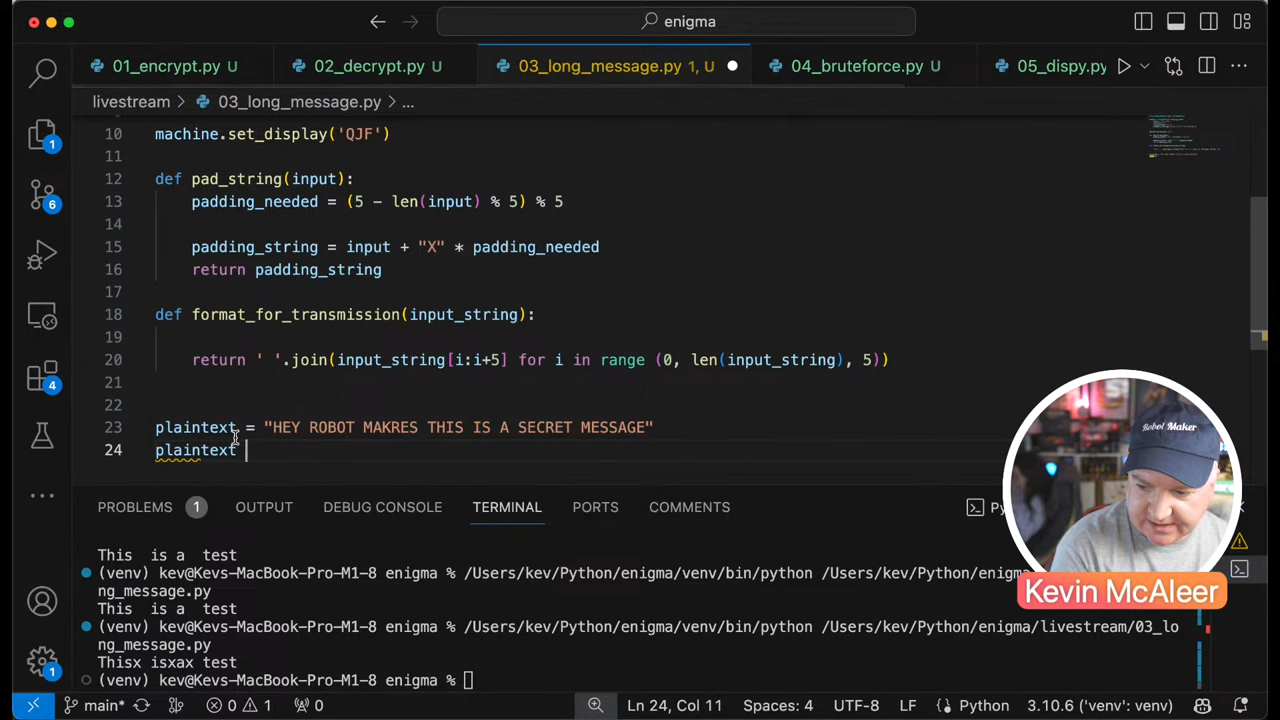 enigma
01_encrypt.py U
02_decrypt.py U
03_long_message.py 1, U
04_bruteforce.py U
05_dispy.py
livestream > 03_long_message.py > ...
10 machine.set_display('QJF')
11
12 def pad_string(input):
13 padding_needed = (5 - len(input) % 5) % 5
14
15 padding_string = input + "X" * padding_needed
16 return padding_string
17
18 def format_for_transmission(input_string):
19
20 return ' '.join(input_string[i:i+5] for i in range (0, len(input_string), 5))
21
22
23 plaintext = "HEY ROBOT MAKRES THIS IS A SECRET MESSAGE"
24 plaintext
1
6
4
1
Robot Maker
PROBLEMS 1 OUTPUT DEBUG CONSOLE TERMINAL PORTS COMMENTS
This  is a  test
(venv) kev@Kevs-MacBook-Pro-M1-8 enigma % /Users/kev/Python/enigma/venv/bin/python /Users/kev/Python/enigma
ng_message.py
This  is a  test
(venv) kev@Kevs-MacBook-Pro-M1-8 enigma % /Users/kev/Python/enigma/venv/bin/python /Users/kev/Python/enigma/livestream/03_lo
ng_message.py
Thisx isxax test
(venv) kev@Kevs-MacBook-Pro-M1-8 enigma %
Kevin McAleer
main* 0 1 0 Ln 24, Col 11 Spaces: 4 UTF-8 LF Python 3.10.6 ('venv': venv)